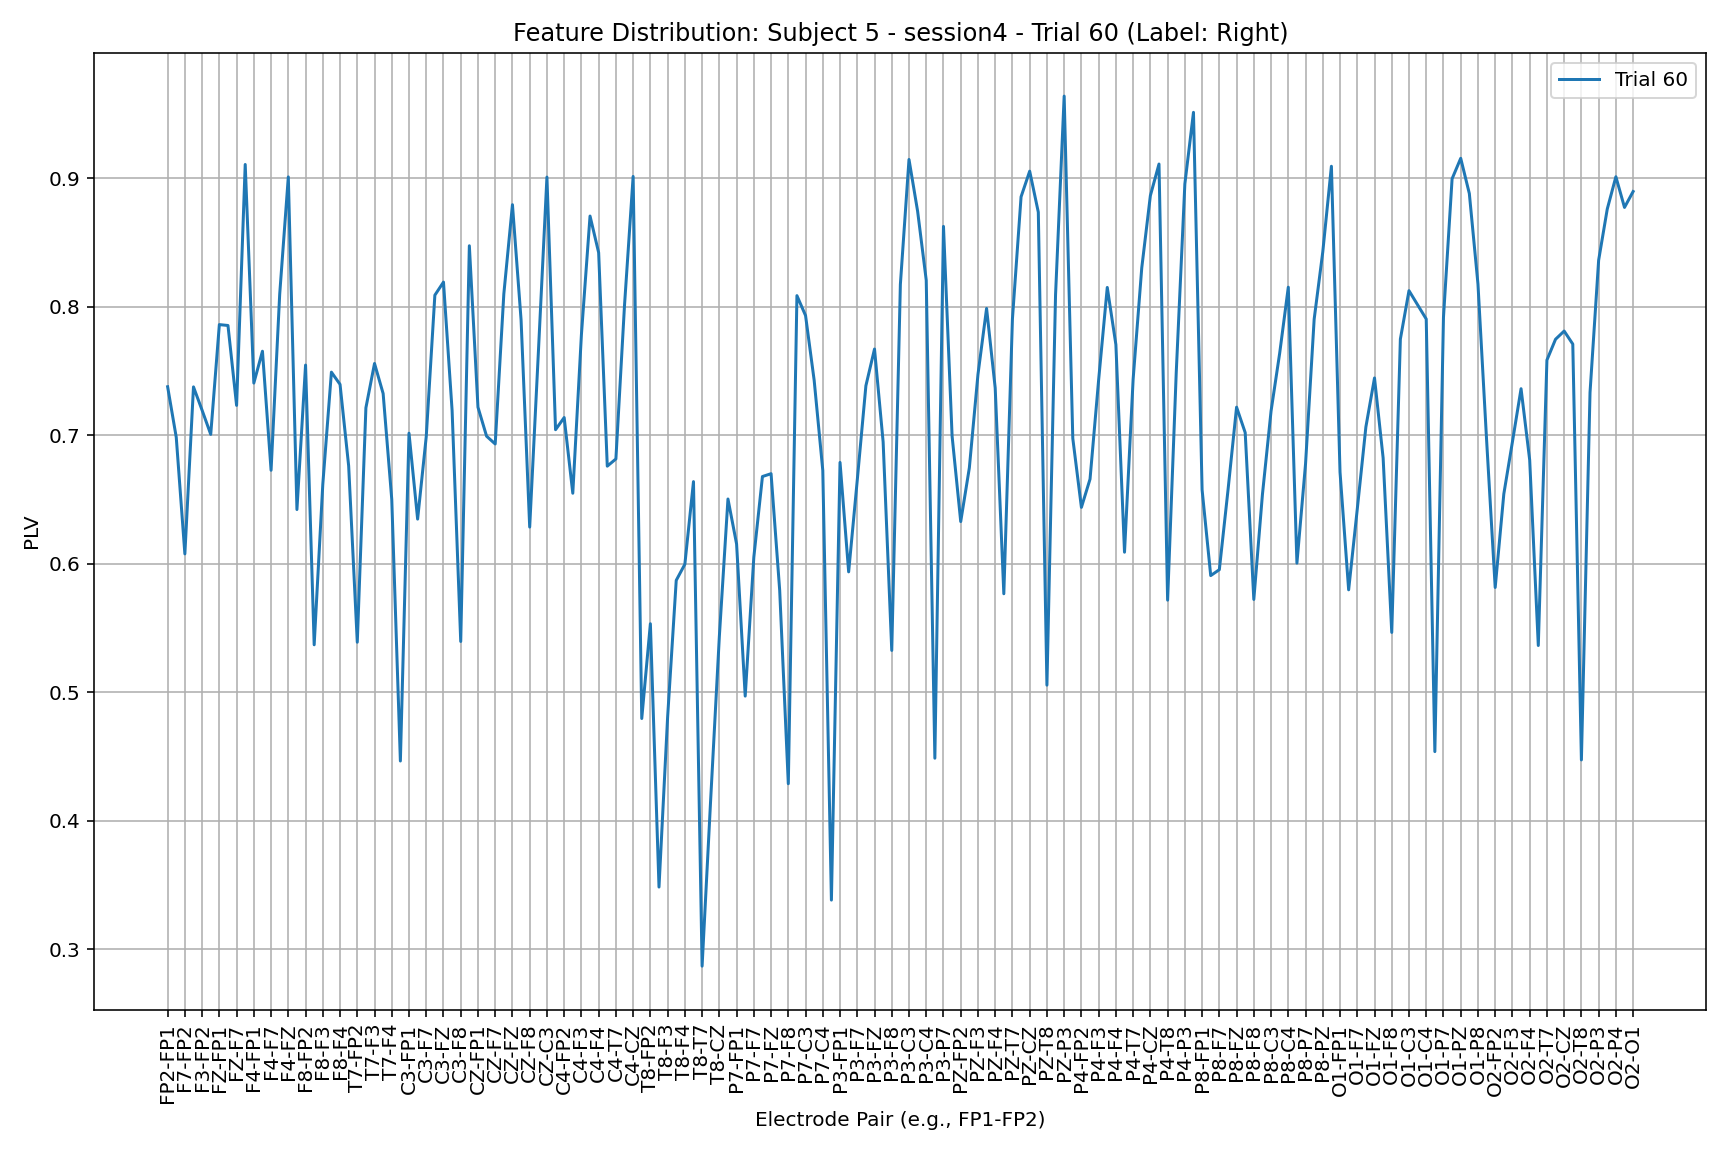 Feature Distribution: Subject 5 - session4 - Trial 60 (Label: Right)
Trial 60
PLV
0.9
0.8
0.7
0.6
0.5
0.4
0.3
FP2-FP1
F7-FP2
F3-FP2
FZ-FP1
FZ-F7
F4-FP1
F4-F7
F4-FZ
F8-FP2
F8-F3
F8-F4
T7-FP2
T7-F3
T7-F4
C3-FP1
C3-F7
C3-FZ
C3-F8
CZ-FP1
CZ-F7
CZ-FZ
CZ-F8
CZ-C3
C4-FP2
C4-F3
C4-F4
C4-T7
C4-CZ
T8-FP2
T8-F3
T8-F4
T8-T7
T8-CZ
P7-FP1
P7-F7
P7-FZ
P7-F8
P7-C3
P7-C4
P3-FP1
P3-F7
P3-FZ
P3-F8
P3-C3
P3-C4
P3-P7
PZ-FP2
PZ-F3
PZ-F4
PZ-T7
PZ-CZ
PZ-T8
PZ-P3
P4-FP2
P4-F3
P4-F4
P4-T7
P4-CZ
P4-T8
P4-P3
P8-FP1
P8-F7
P8-FZ
P8-F8
P8-C3
P8-C4
P8-P7
P8-PZ
O1-FP1
O1-F7
O1-FZ
O1-F8
O1-C3
O1-C4
O1-P7
O1-PZ
O1-P8
O2-FP2
O2-F3
O2-F4
O2-T7
O2-CZ
O2-T8
O2-P3
O2-P4
O2-O1
Electrode Pair (e.g., FP1-FP2)